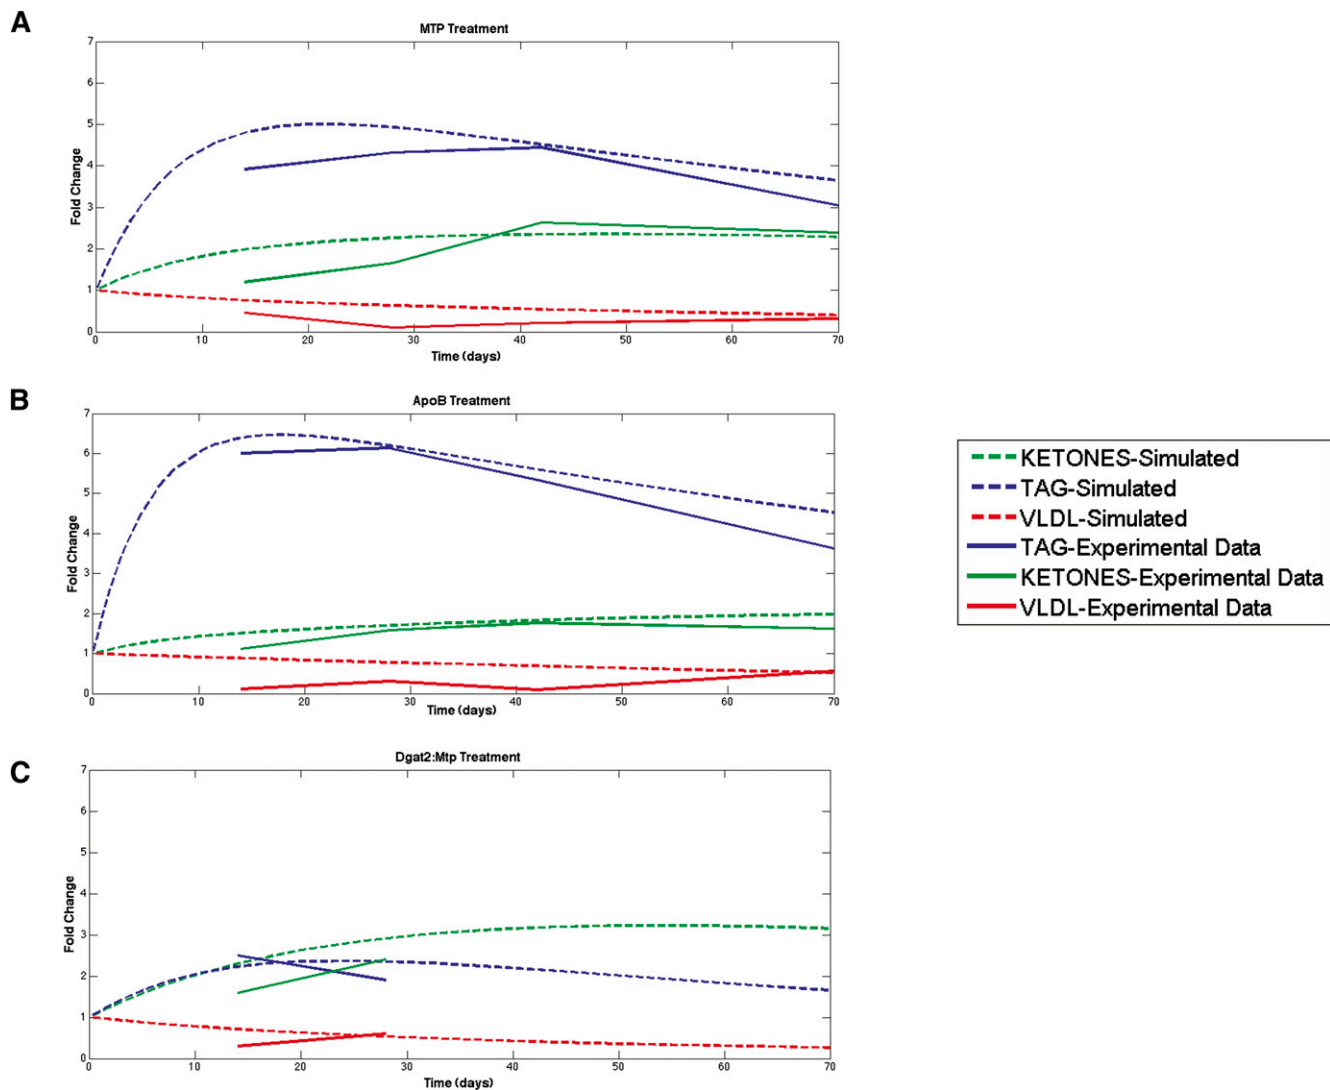 A
MTP Treatment
7
6
5
4
3
2
1
0
Fold Change
0 10 20 30 40 50 60 70
Time (days)
B
ApoB Treatment
7
6
5
4
3
2
1
0
Fold Change
0 10 20 30 40 50 60 70
Time (days)
KETONES-Simulated
TAG-Simulated
VLDL-Simulated
TAG-Experimental Data
KETONES-Experimental Data
VLDL-Experimental Data
C
Dgat2:Mtp Treatment
7
6
5
4
3
2
1
0
Fold Change
0 10 20 30 40 50 60 70
Time (days)